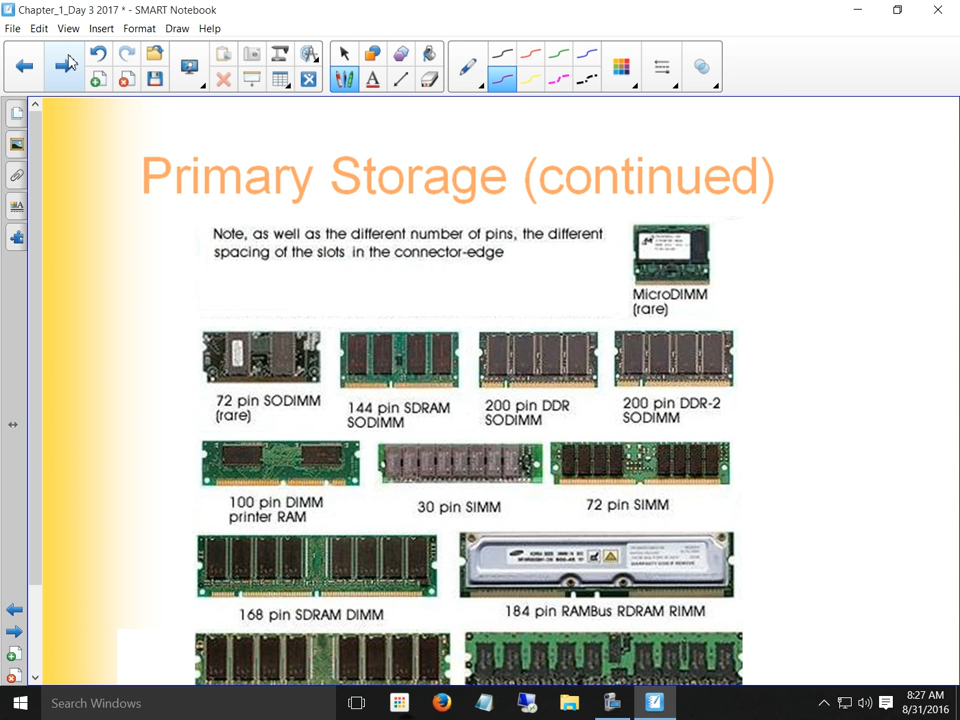 Chapter_1_Day 3 2017 * - SMART Notebook
File Edit View Insert Format Draw Help
Primary Storage (continued)
Note, as well as the different number of pins, the different
spacing of the slots in the connector-edge
MicroDIMM
(rare)
72 pin SODIMM
(rare)
144 pin SDRAM
SODIMM
200 pin DDR
SODIMM
200 pin DDR-2
SODIMM
100 pin DIMM
printer RAM
30 pin SIMM
72 pin SIMM
168 pin SDRAM DIMM
184 pin RAMBus RDRAM RIMM
Search Windows
8:27 AM
8/31/2016